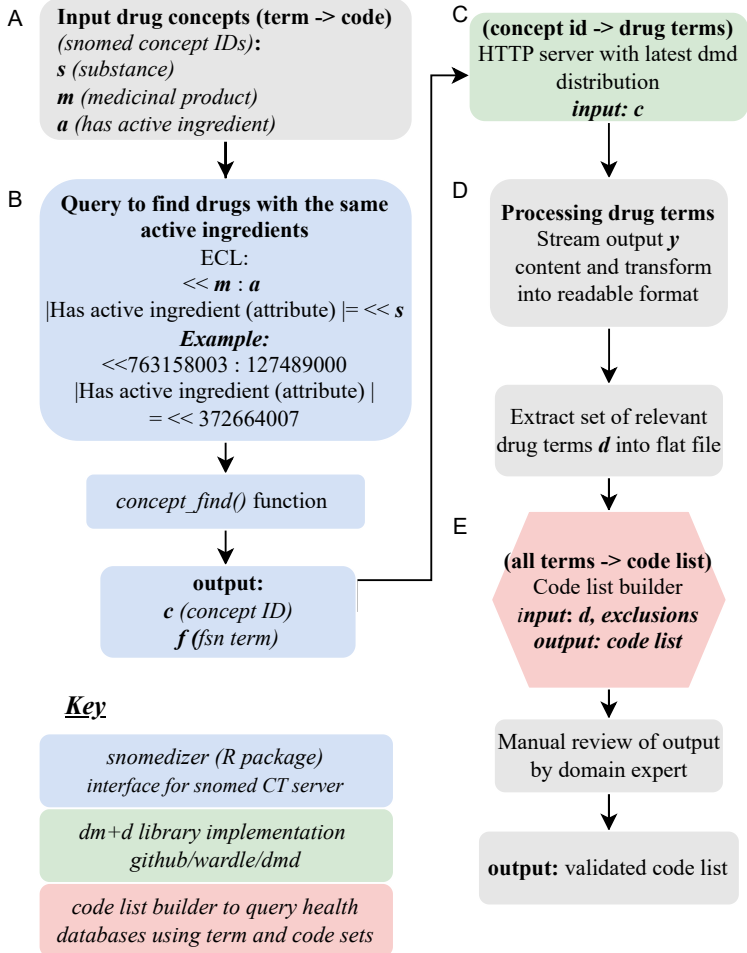 A
Input drug concepts (term -> code)
(snomed concept IDs):
s (substance)
m (medicinal product)
a (has active ingredient)
B
Query to find drugs with the same
active ingredients
ECL:
<< m : a
|Has active ingredient (attribute) |= << s
Example:
<<763158003 : 127489000
|Has active ingredient (attribute) |
= << 372664007
concept_find() function
output:
c (concept ID)
f (fsn term)
Key
snomedizer (R package)
interface for snomed CT server
dm+d library implementation
github/wardle/dmd
code list builder to query health
databases using term and code sets
C
(concept id -> drug terms)
HTTP server with latest dmd
distribution
input: c
D
Processing drug terms
Stream output y
content and transform
into readable format
Extract set of relevant
drug terms d into flat file
E
(all terms -> code list)
Code list builder
input: d, exclusions
output: code list
Manual review of output
by domain expert
output: validated code list